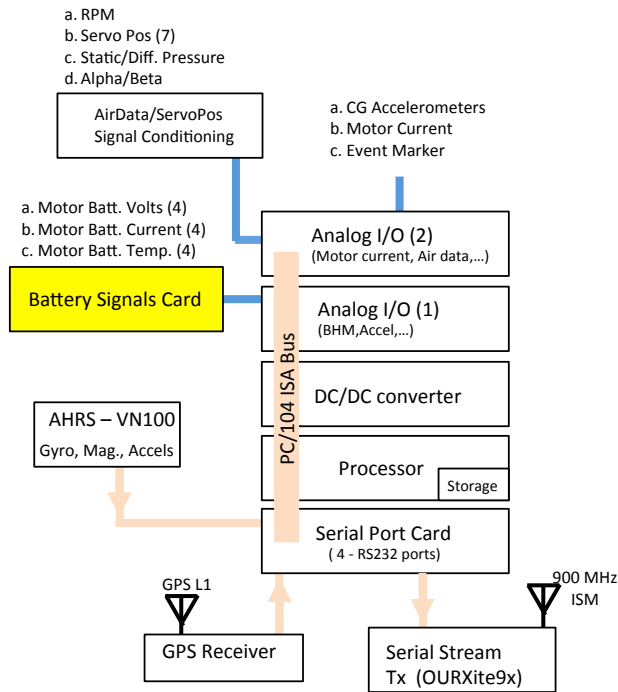 a. RPM
b. Servo Pos (7)
c. Static/Diff. Pressure
d. Alpha/Beta
AirData/ServoPos
Signal Conditioning
a. CG Accelerometers
b. Motor Current
c. Event Marker
a. Motor Batt. Volts (4)
b. Motor Batt. Current (4)
c. Motor Batt. Temp. (4)
Battery Signals Card
Analog I/O (2)
(Motor current, Air data,...)
Analog I/O (1)
(BHM,Accel,...)
PC/104 ISA Bus
DC/DC converter
AHRS – VN100
Gyro, Mag., Accels
Processor
Storage
Serial Port Card
( 4 - RS232 ports)
GPS L1
GPS Receiver
900 MHz
ISM
Serial Stream
Tx (OURXite9x)